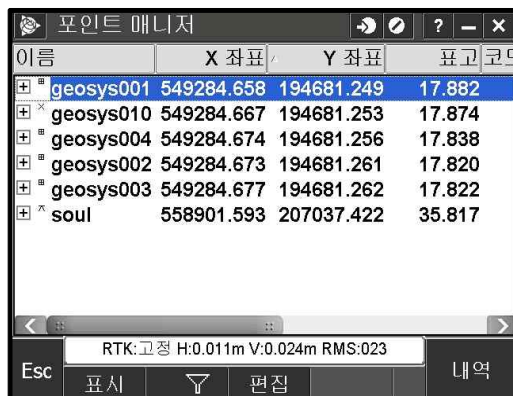 포인트 매니저 ? — ×
이름 X 좌표 Y 좌표 표고 코드
geosys001 549284.658 194681.249 17.882
geosys010 549284.667 194681.253 17.874
geosys004 549284.674 194681.256 17.838
geosys002 549284.673 194681.261 17.820
geosys003 549284.677 194681.262 17.822
soul 558901.593 207037.422 35.817
RTK:고정 H:0.011m V:0.024m RMS:023
Esc 표시 편집 내역